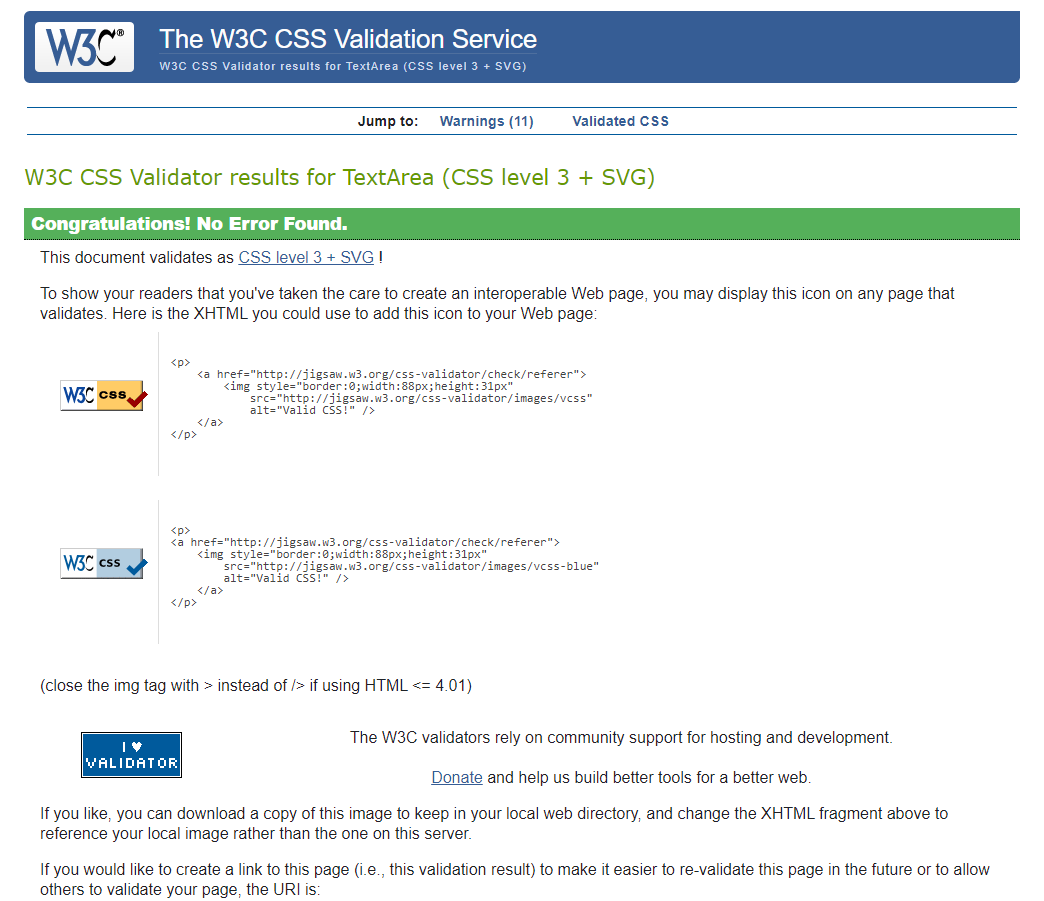 W3C®
The W3C CSS Validation Service
W3C CSS Validator results for TextArea (CSS level 3 + SVG)
Jump to: Warnings (11) Validated CSS
W3C CSS Validator results for TextArea (CSS level 3 + SVG)
Congratulations! No Error Found.
This document validates as CSS level 3 + SVG !
To show your readers that you've taken the care to create an interoperable Web page, you may display this icon on any page that
validates. Here is the XHTML you could use to add this icon to your Web page:
W3C css
<p>
<a href="http://jigsaw.w3.org/css-validator/check/referer">
<img style="border:0;width:88px;height:31px"
src="http://jigsaw.w3.org/css-validator/images/vcss"
alt="Valid CSS!" />
</a>
</p>
W3C css
<p>
<a href="http://jigsaw.w3.org/css-validator/check/referer">
<img style="border:0;width:88px;height:31px"
src="http://jigsaw.w3.org/css-validator/images/vcss-blue"
alt="Valid CSS!" />
</a>
</p>
(close the img tag with > instead of /> if using HTML <= 4.01)
I ♥
VALIDATOR
The W3C validators rely on community support for hosting and development.
Donate and help us build better tools for a better web.
If you like, you can download a copy of this image to keep in your local web directory, and change the XHTML fragment above to
reference your local image rather than the one on this server.
If you would like to create a link to this page (i.e., this validation result) to make it easier to re-validate this page in the future or to allow
others to validate your page, the URI is: